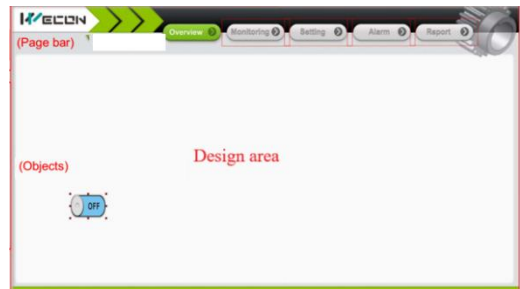 WECON
Overview Monitoring Setting Alarm Report
(Page bar)
Design area
(Objects)
OFF